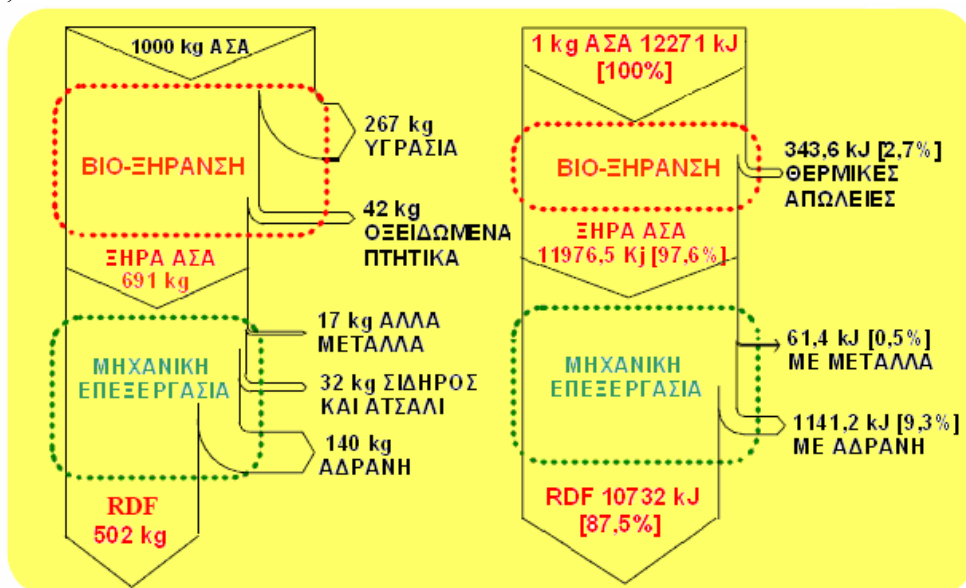 1000 kg ΑΣΑ
267 kg
ΥΓΡΑΣΙΑ
ΒΙΟ-ΞΗΡΑΝΣΗ
42 kg
ΟΞΕΙΔΩΜΕΝΑ
ΠΤΗΤΙΚΑ
ΞΗΡΑ ΑΣΑ
691 kg
17 kg ΑΛΛΑ
ΜΕΤΑΛΛΑ
ΜΗΧΑΝΙΚΗ
ΕΠΕΞΕΡΓΑΣΙΑ
32 kg ΣΙΔΗΡΟΣ
ΚΑΙ ΑΤΣΑΛΙ
140 kg
ΑΔΡΑΝΗ
RDF
502 kg
1 kg ΑΣΑ 12271 kJ
[100%]
ΒΙΟ-ΞΗΡΑΝΣΗ
343,6 kJ [2,7%]
ΘΕΡΜΙΚΕΣ
ΑΠΩΛΕΙΕΣ
ΞΗΡΑ ΑΣΑ
11976,5 Kj [97,6%]
61,4 kJ [0,5%]
ΜΕ ΜΕΤΑΛΛΑ
ΜΗΧΑΝΙΚΗ
ΕΠΕΞΕΡΓΑΣΙΑ
1141,2 kJ [9,3%]
ΜΕ ΑΔΡΑΝΗ
RDF 10732 kJ
[87,5%]